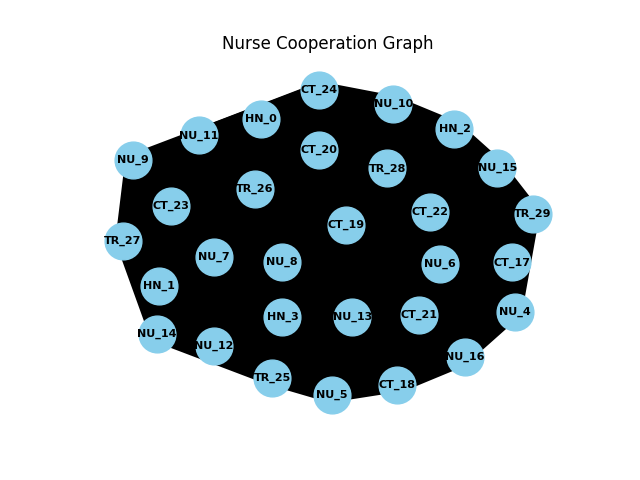 Nurse Cooperation Graph
CT_24
NU_10
HN_0
HN_2
NU_11
CT_20
NU_9
TR_28
NU_15
TR_26
CT_23
CT_22
TR_29
CT_19
TR_27
NU_7
NU_8
NU_6
CT_17
HN_1
NU_4
HN_3
NU_13
CT_21
NU_14
NU_12
NU_16
TR_25
CT_18
NU_5